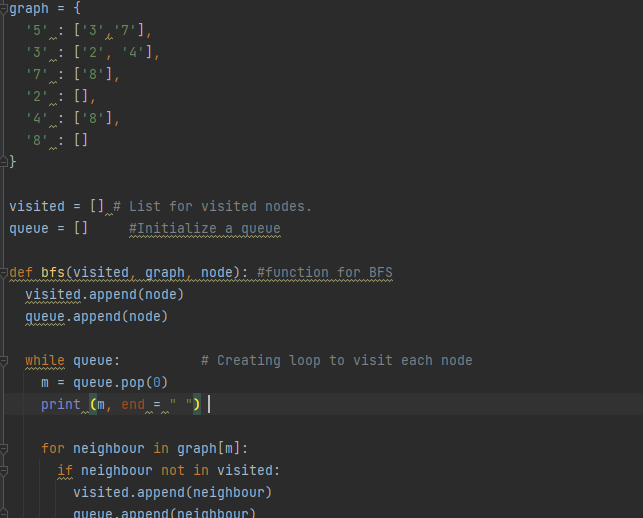 graph = {
  '5' : ['3','7'],
  '3' : ['2', '4'],
  '7' : ['8'],
  '2' : [],
  '4' : ['8'],
  '8' : []
}
visited = [] # List for visited nodes.
queue = []     #Initialize a queue
def bfs(visited, graph, node): #function for BFS
  visited.append(node)
  queue.append(node)
  while queue:          # Creating loop to visit each node
    m = queue.pop(0)
    print (m, end = " ")
    for neighbour in graph[m]:
      if neighbour not in visited:
        visited.append(neighbour)
        queue.append(neighbour)